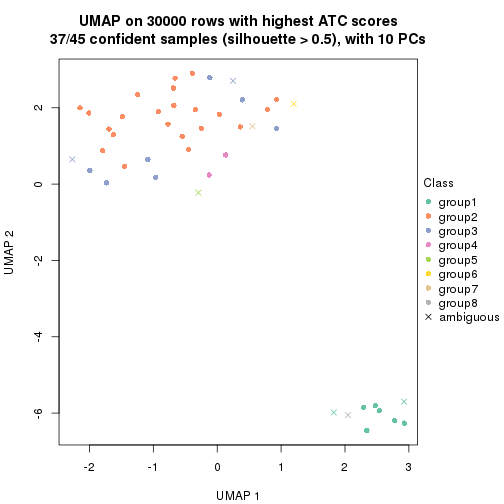 UMAP on 30000 rows with highest ATC scores
37/45 confident samples (silhouette > 0.5), with 10 PCs
UMAP 2
2
0
-2
-4
-6
-2
-1
0
1
2
3
UMAP 1
Class
group1
group2
group3
group4
group5
group6
group7
group8
ambiguous